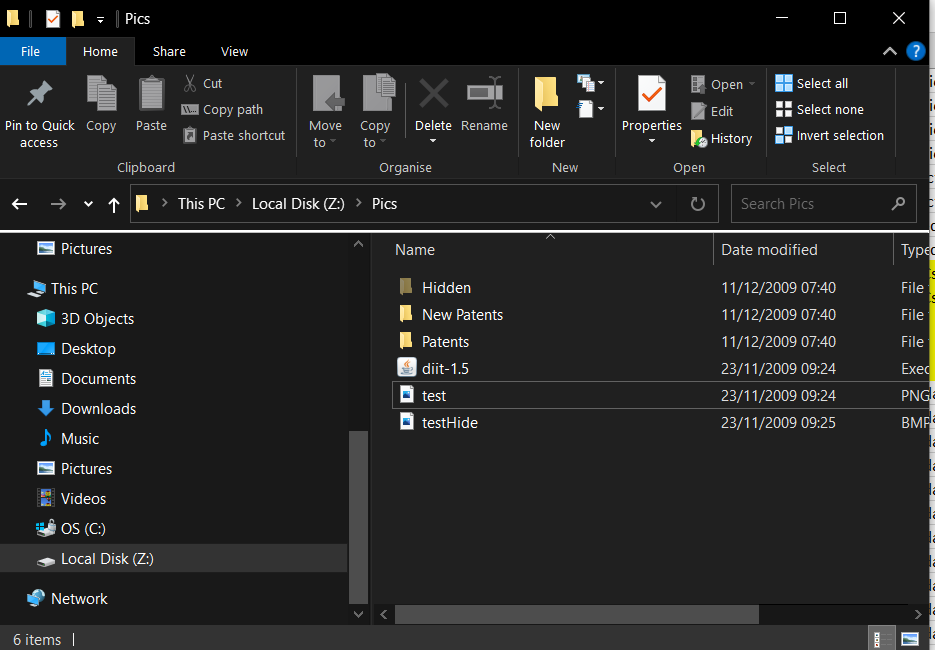 Pics
File Home Share View
Pin to Quick access
Copy
Paste
Cut
Copy path
Paste shortcut
Clipboard
Move to
Copy to
Delete
Rename
Organise
New folder
New
Properties
Open
Edit
History
Open
Select all
Select none
Invert selection
Select
This PC Local Disk (Z:) Pics
Search Pics
Pictures
This PC
3D Objects
Desktop
Documents
Downloads
Music
Pictures
Videos
OS (C:)
Local Disk (Z:)
Network
Name Date modified Type
Hidden 11/12/2009 07:40 File
New Patents 11/12/2009 07:40 File
Patents 11/12/2009 07:40 File
diit-1.5 23/11/2009 09:24 Exec
test 23/11/2009 09:24 PNG
testHide 23/11/2009 09:25 BMP
6 items